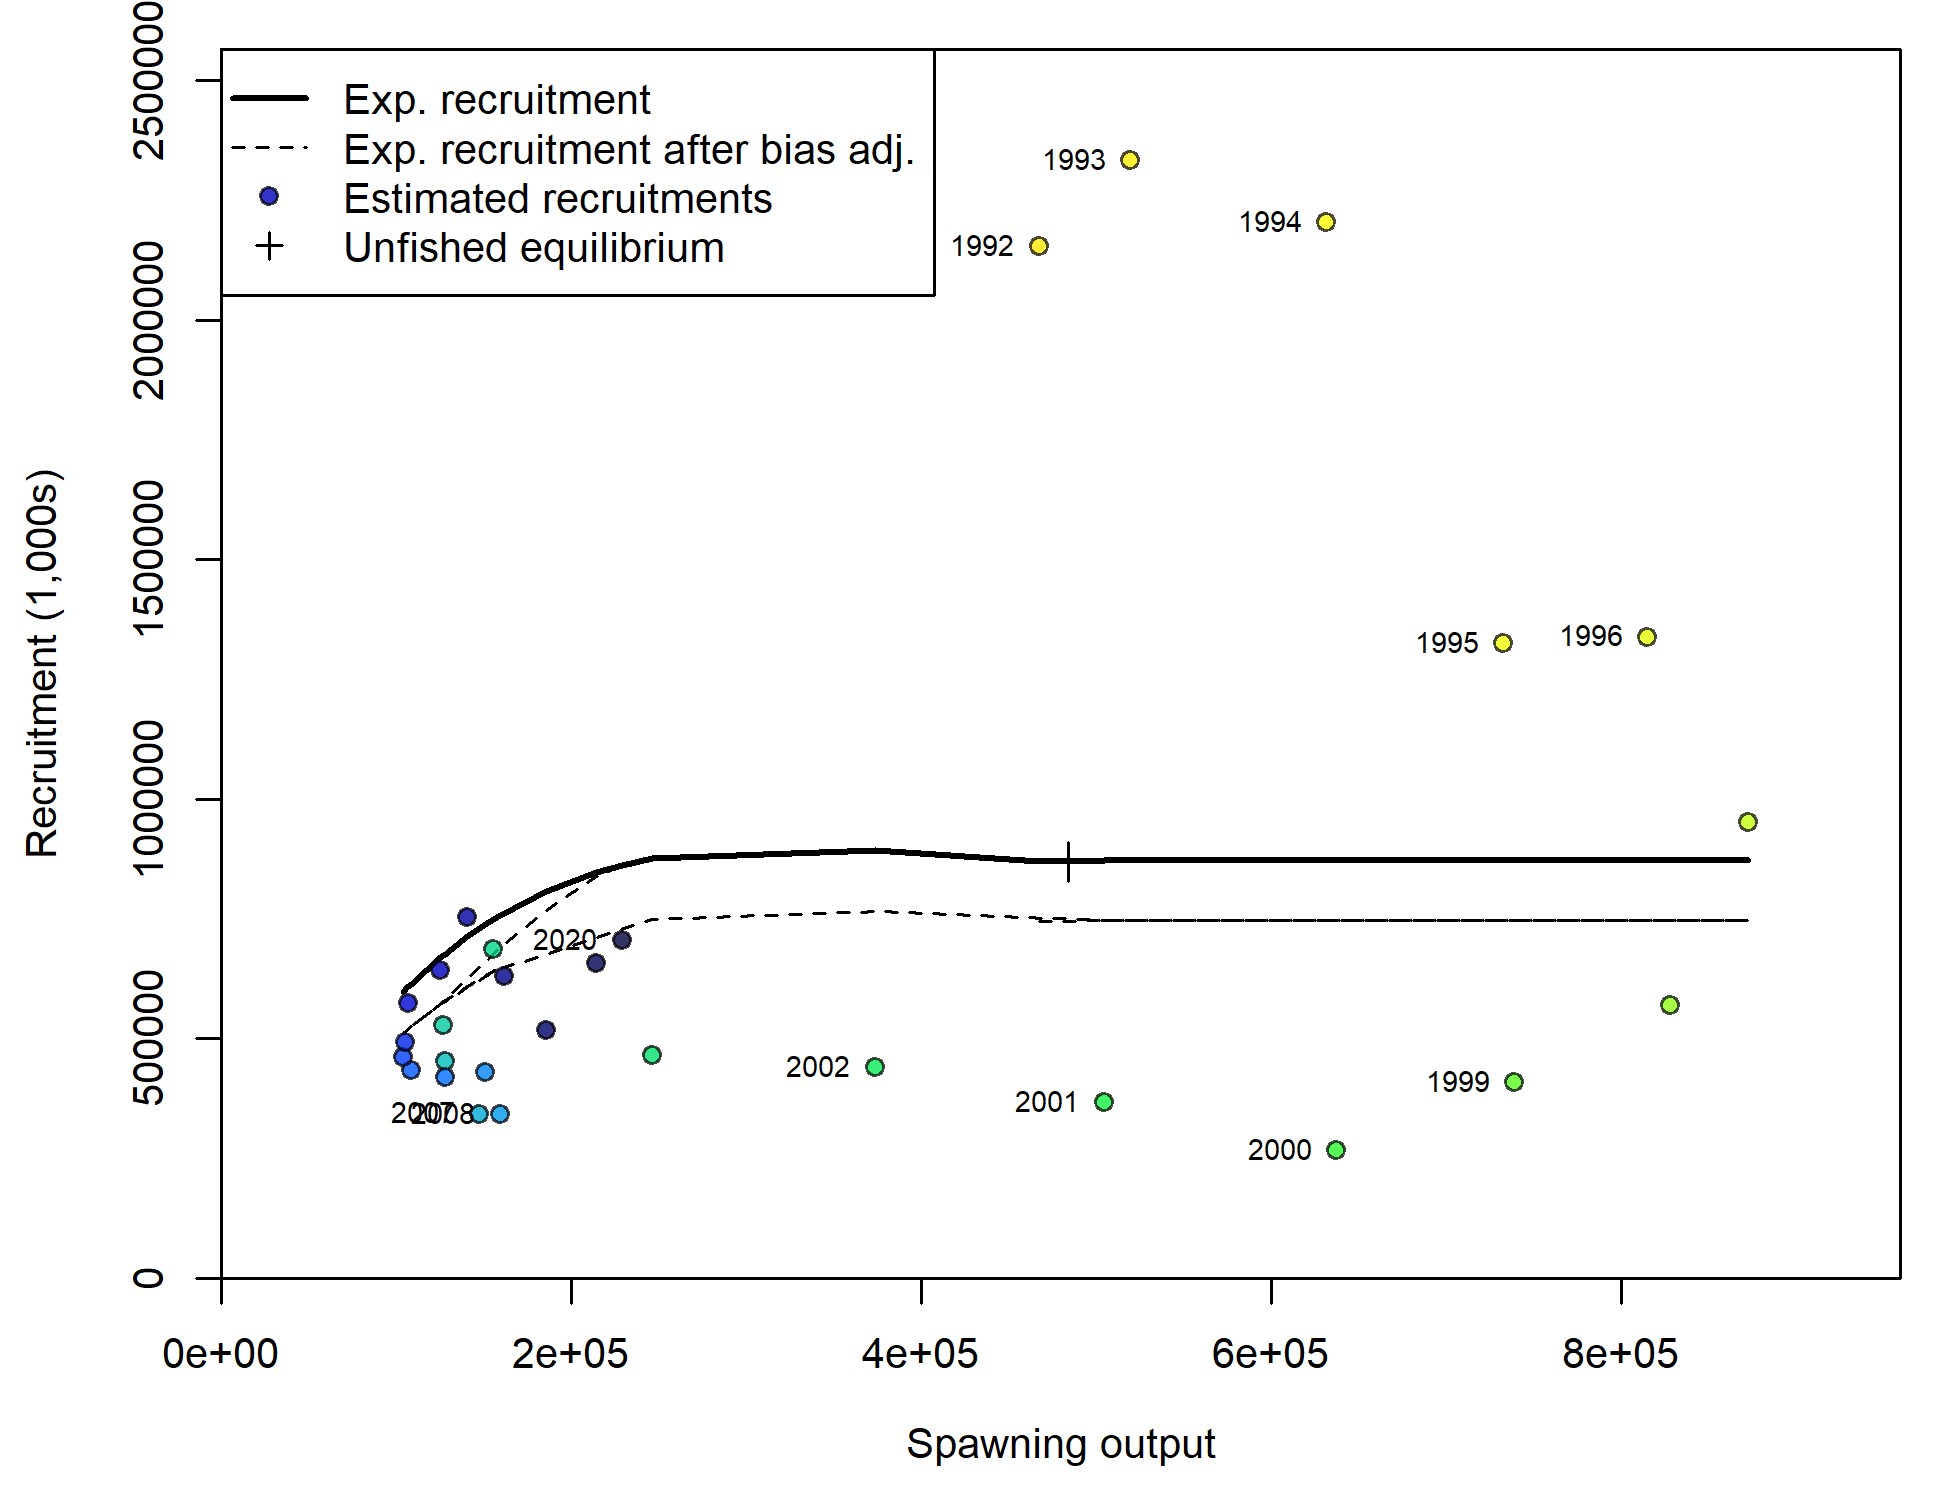 Exp. recruitment
Exp. recruitment after bias adj.
Estimated recruitments
Unfished equilibrium
1993
1994
1992
1995
1996
2020
2002
1999
2001
2007
2008
2000
Recruitment (1,000s)
2500000
2000000
1500000
1000000
500000
0
0e+00
2e+05
4e+05
6e+05
8e+05
Spawning output